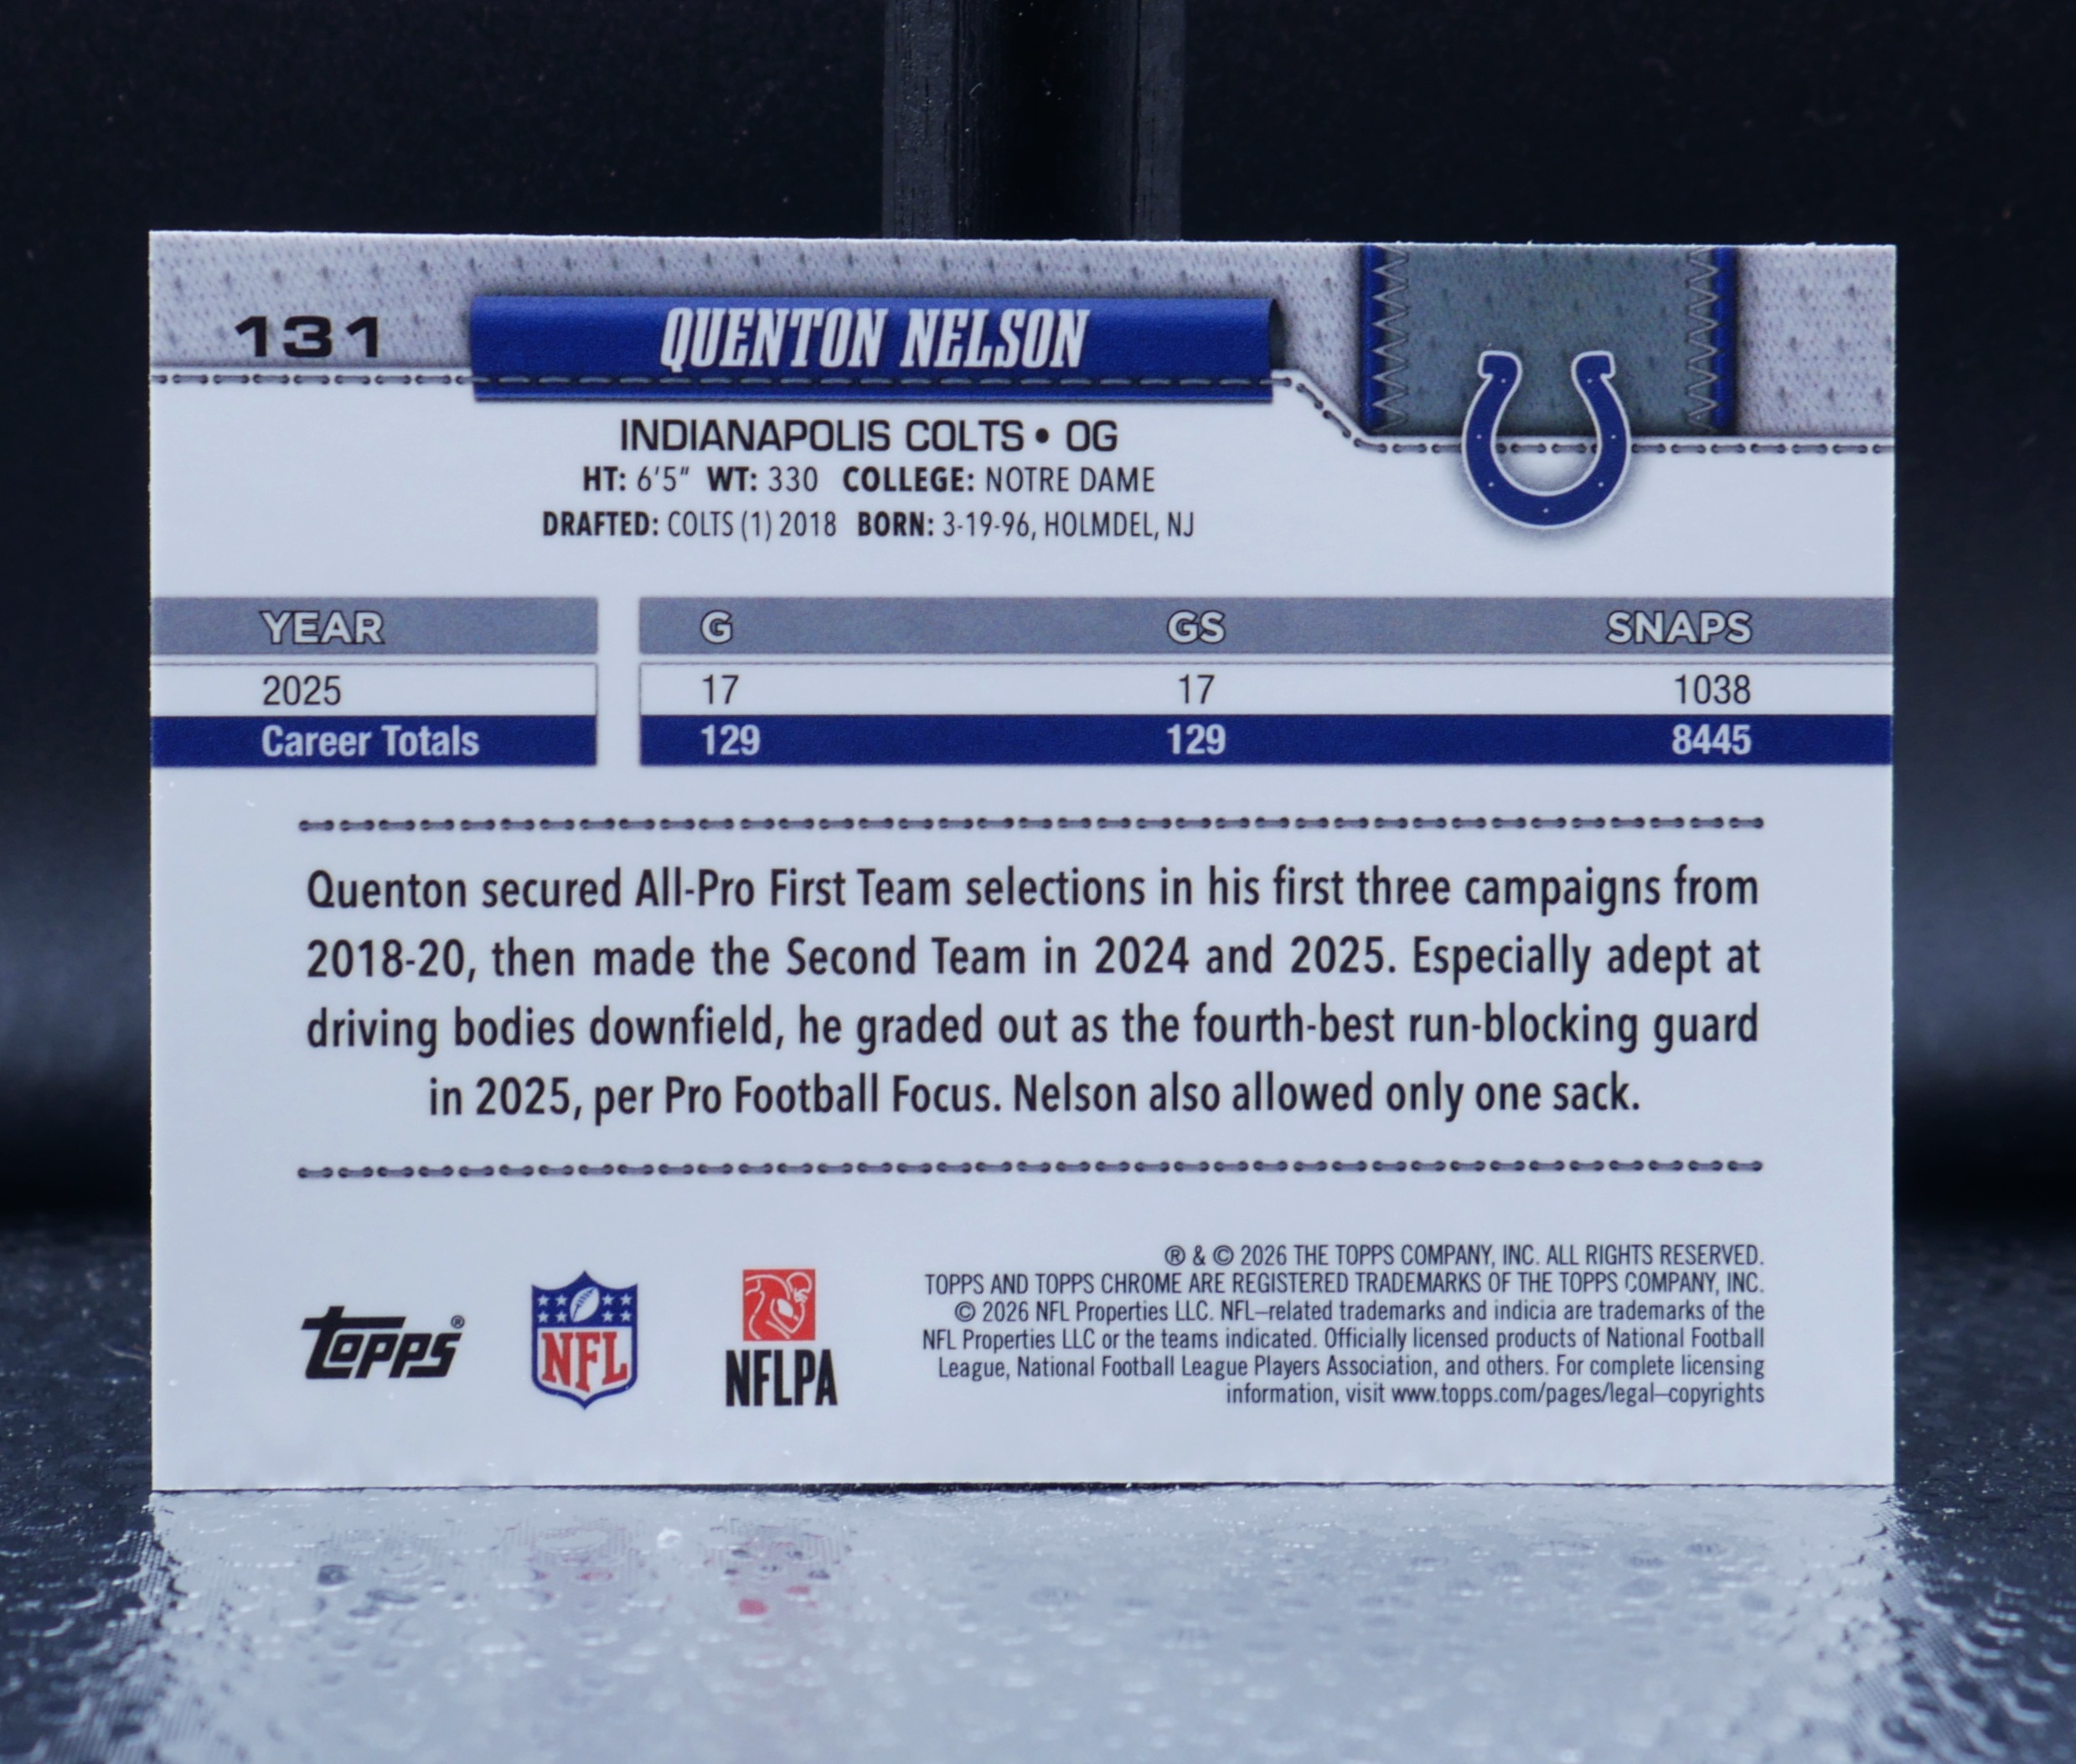 131
QUENTON NELSON
INDIANAPOLIS COLTS • OG
HT: 6'5" WT: 330 COLLEGE: NOTRE DAME
DRAFTED: COLTS (1) 2018 BORN: 3-19-96, HOLMDEL, NJ
YEAR G GS SNAPS
2025 17 17 1038
Career Totals 129 129 8445
Quenton secured All-Pro First Team selections in his first three campaigns from
2018-20, then made the Second Team in 2024 and 2025. Especially adept at
driving bodies downfield, he graded out as the fourth-best run-blocking guard
in 2025, per Pro Football Focus. Nelson also allowed only one sack.
® & © 2026 THE TOPPS COMPANY, INC. ALL RIGHTS RESERVED.
TOPPS AND TOPPS CHROME ARE REGISTERED TRADEMARKS OF THE TOPPS COMPANY, INC.
© 2026 NFL Properties LLC. NFL–related trademarks and indicia are trademarks of the
NFL Properties LLC or the teams indicated. Officially licensed products of National Football
League, National Football League Players Association, and others. For complete licensing
information, visit www.topps.com/pages/legal–copyrights
topps®
NFL
NFLPA